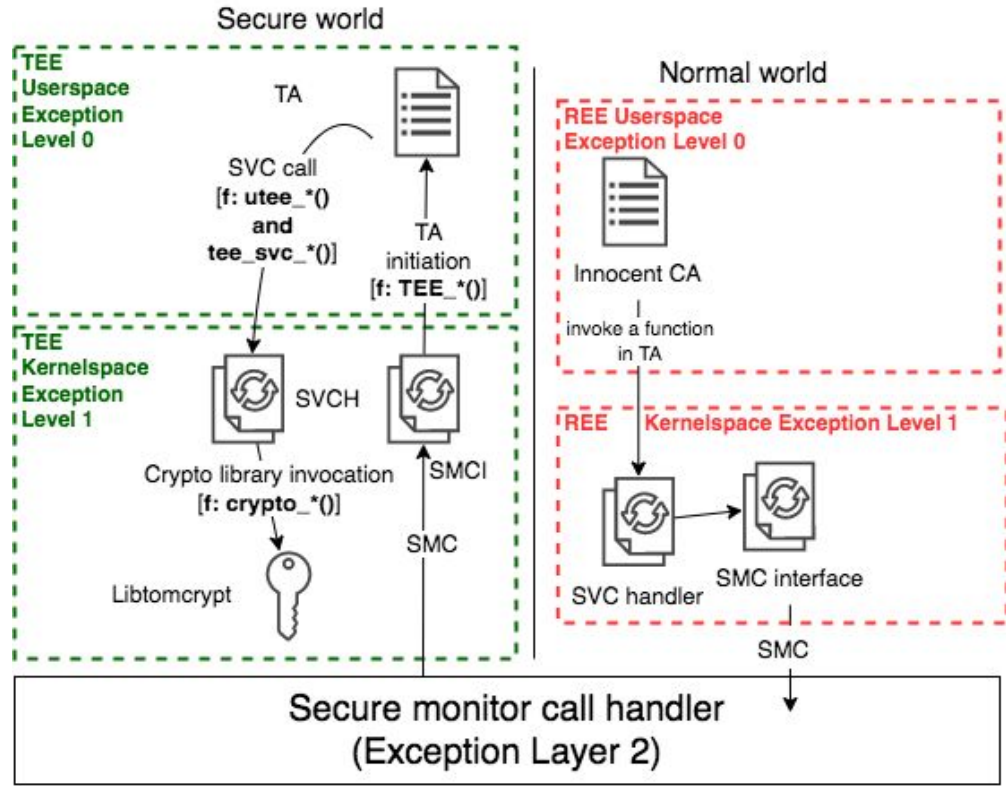 Secure world
TEE
Userspace
Exception
Level 0
TA
SVC call
[f: utee_*()
and
tee_svc_*()]
TA
initiation
[f: TEE_*()]
TEE
Kernelspace
Exception
Level 1
SVCH
SMCI
Crypto library invocation
[f: crypto_*()]
SMC
Libtomcrypt
Normal world
REE Userspace
Exception Level 0
Innocent CA
invoke a function
in TA
REE Kernelspace Exception Level 1
SVC handler
SMC interface
SMC
Secure monitor call handler
(Exception Layer 2)